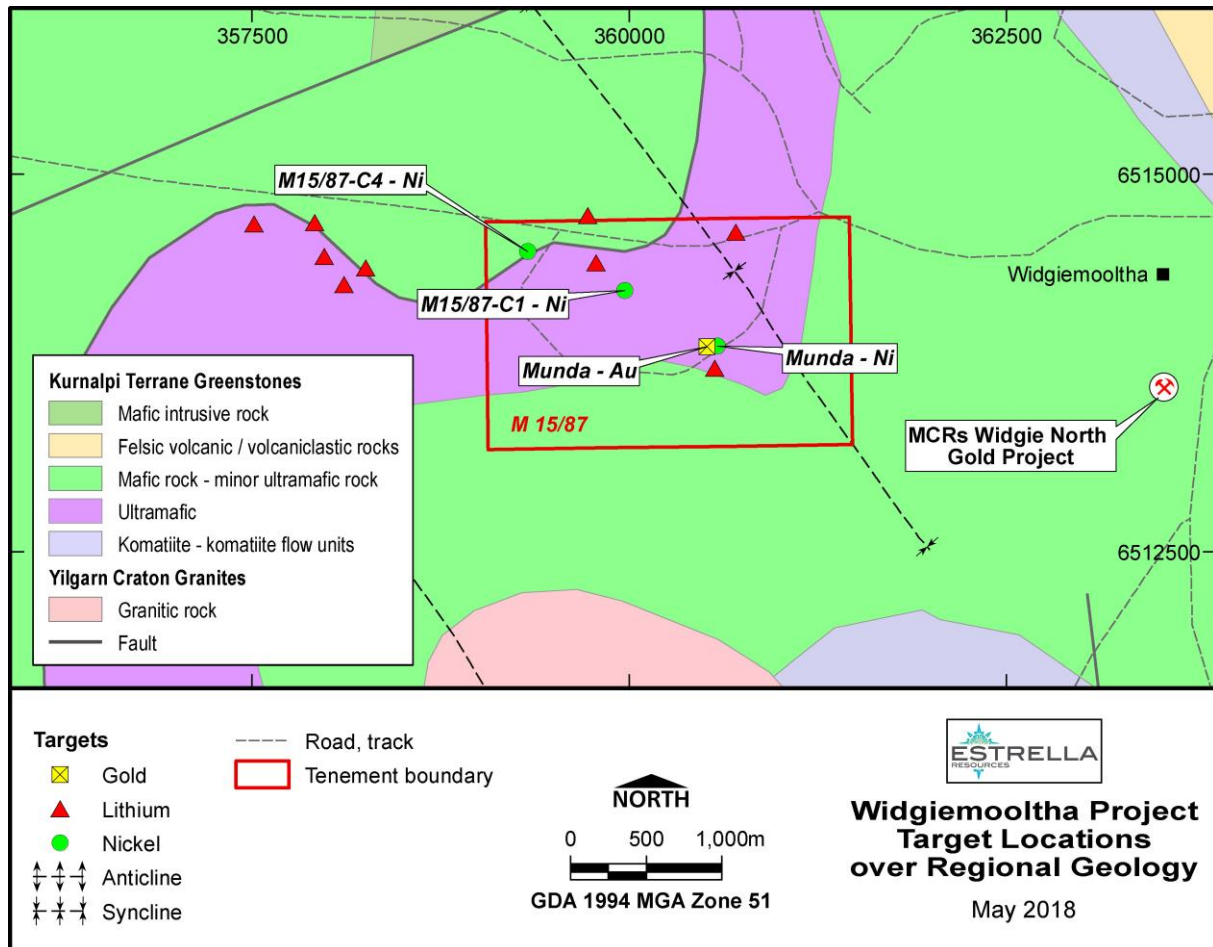 357500
360000
362500
M15/87-C4 - Ni
6515000
Widgiemooltha
M15/87-C1 - Ni
Munda - Au
Munda - Ni
M 15/87
MCRs Widgie North
Gold Project
6512500
Kurnalpi Terrane Greenstones
Mafic intrusive rock
Felsic volcanic / volcaniclastic rocks
Mafic rock - minor ultramafic rock
Ultramafic
Komatiite - komatiite flow units
Yilgarn Craton Granites
Granitic rock
Fault
Targets
Gold
Lithium
Nickel
Anticline
Syncline
Road, track
Tenement boundary
NORTH
0 500 1,000m
GDA 1994 MGA Zone 51
ESTRELLA
RESOURCES
Widgiemooltha Project
Target Locations
over Regional Geology
May 2018